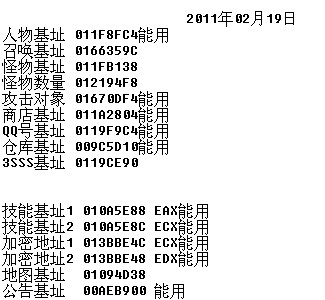 2011年02月19日
人物基址 011F8FC4能用
召唤基址 0166359C
怪物基址 011FB138
怪物数量 012194F8
攻击对象 01670DF4能用
商店基址 011A2804能用
QQ号基址 0119F9C4能用
仓库基址 009C5D10能用
3SSS基址 0119CE90
技能基址1 010A5E88 EAX能用
技能基址2 010A5E8C ECX能用
加密地址1 013BBE4C ECX能用
加密地址2 013BBE48 EDX能用
地图基址 01094D38
公告基址 00AEB900 能用